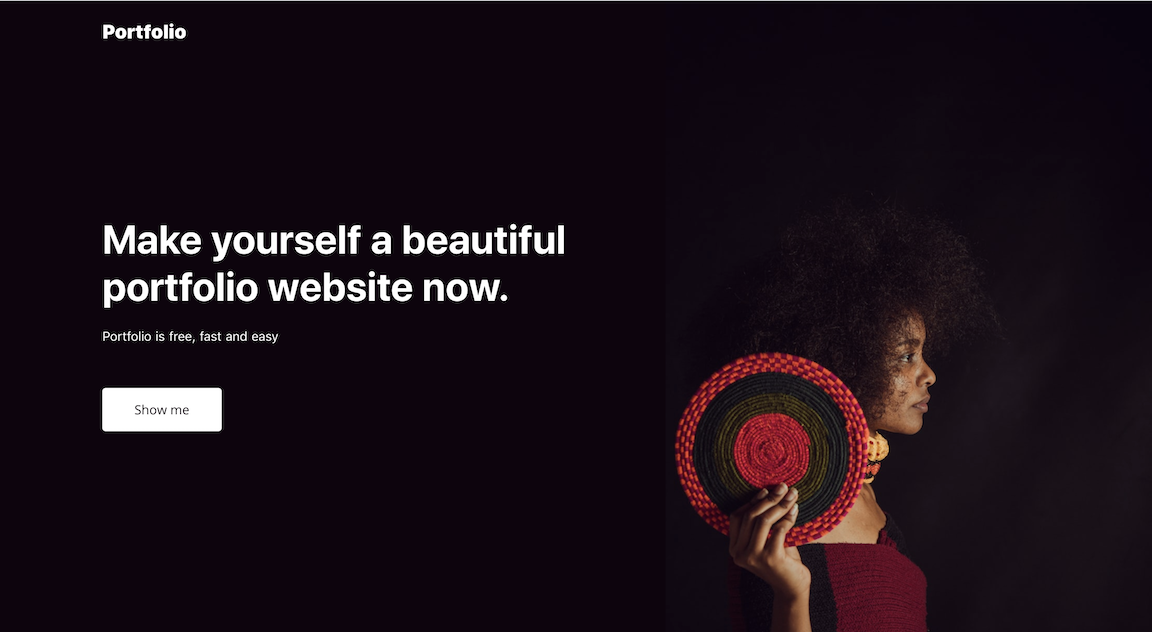 Portfolio
Make yourself a beautiful
portfolio website now.
Portfolio is free, fast and easy
Show me